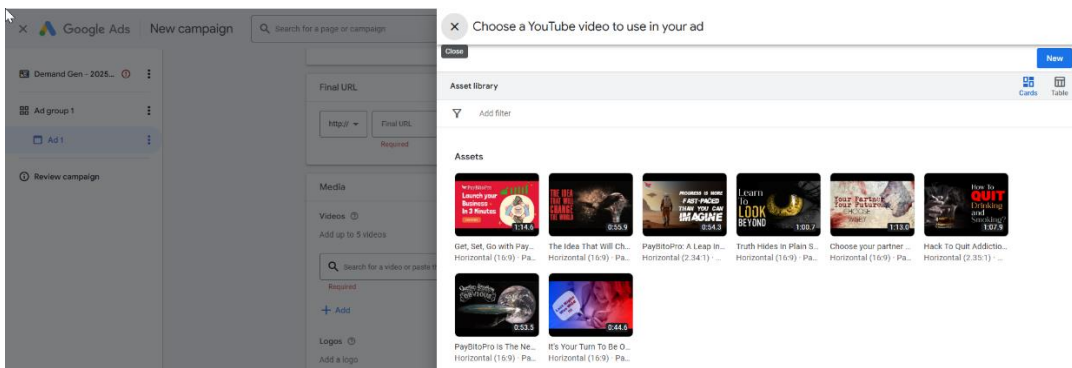 Google Ads
New campaign
Search for a page or campaign
Choose a YouTube video to use in your ad
Close
New
Demand Gen - 2025...
Ad group 1
Ad 1
Review campaign
Final URL
http://
Final URL
Required
Media
Videos
Add up to 5 videos
Search for a video or paste th
Required
+ Add
Logos
Add a logo
Asset library
Cards
Table
Add filter
Assets
PayBitoPro
Launch your
Business -
In 3 Minutes
1:14.6
THE IDEA
THAT WILL
CHANGE
THE WORLD
0:55.9
PROGRESS IS MORE
FAST-PACED
THAN YOU CAN
IMAGINE
0:54.3
Learn
To
LOOK
BEYOND
1:00.7
Your Partner
Your Future
CHOOSE
1:13.0
How To
QUIT
Drinking
and
Smoking?
1:07.9
Get, Set, Go with Pay...
Horizontal (16:9) · Pa...
The Idea That Will Ch...
Horizontal (16:9) · Pa...
PayBitoPro: A Leap In...
Horizontal (2.34:1) · ...
Truth Hides In Plain S...
Horizontal (16:9) · Pa...
Choose your partner ...
Horizontal (16:9) · Pa...
Hack To Quit Addictio...
Horizontal (2.35:1) · ...
OBVIOUS
0:53.5
0:44.6
PayBitoPro Is The Ne...
Horizontal (16:9) · Pa...
It's Your Turn To Be O...
Horizontal (16:9) · Pa...